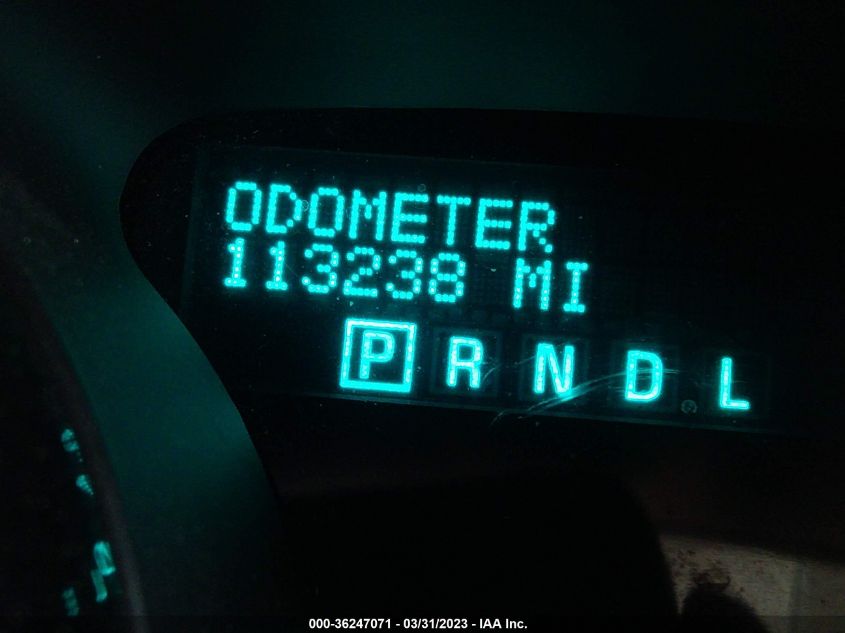 ODOMETER
113238 MI
P R N D L
000-36247071 - 03/31/2023 - IAA Inc.